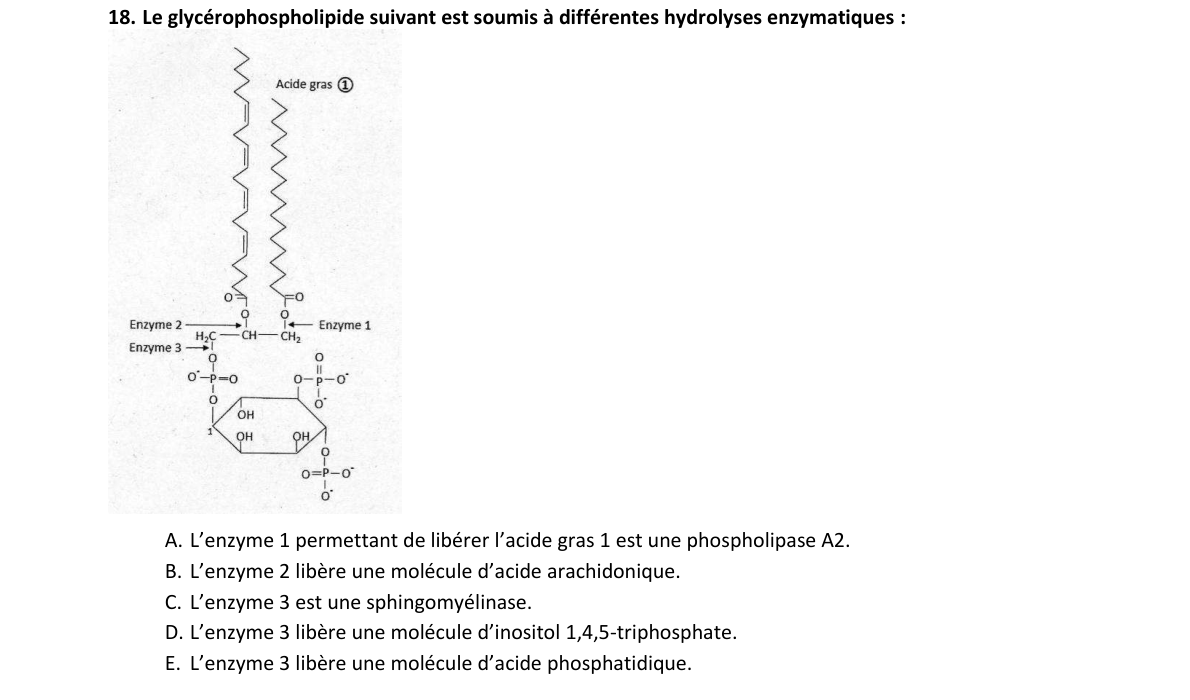 18. Le glycérophospholipide suivant est soumis à différentes hydrolyses enzymatiques :
Acide gras ①
O
O
O
O
Enzyme 2
Enzyme 1
H₂C
CH
CH₂
Enzyme 3
O
O
O⁻-P=O
O-P-O⁻
O
O⁻
OH
1
OH
OH
O
O=P-O⁻
O⁻
A. L’enzyme 1 permettant de libérer l’acide gras 1 est une phospholipase A2.
B. L’enzyme 2 libère une molécule d’acide arachidonique.
C. L’enzyme 3 est une sphingomyélinase.
D. L’enzyme 3 libère une molécule d’inositol 1,4,5-triphosphate.
E. L’enzyme 3 libère une molécule d’acide phosphatidique.